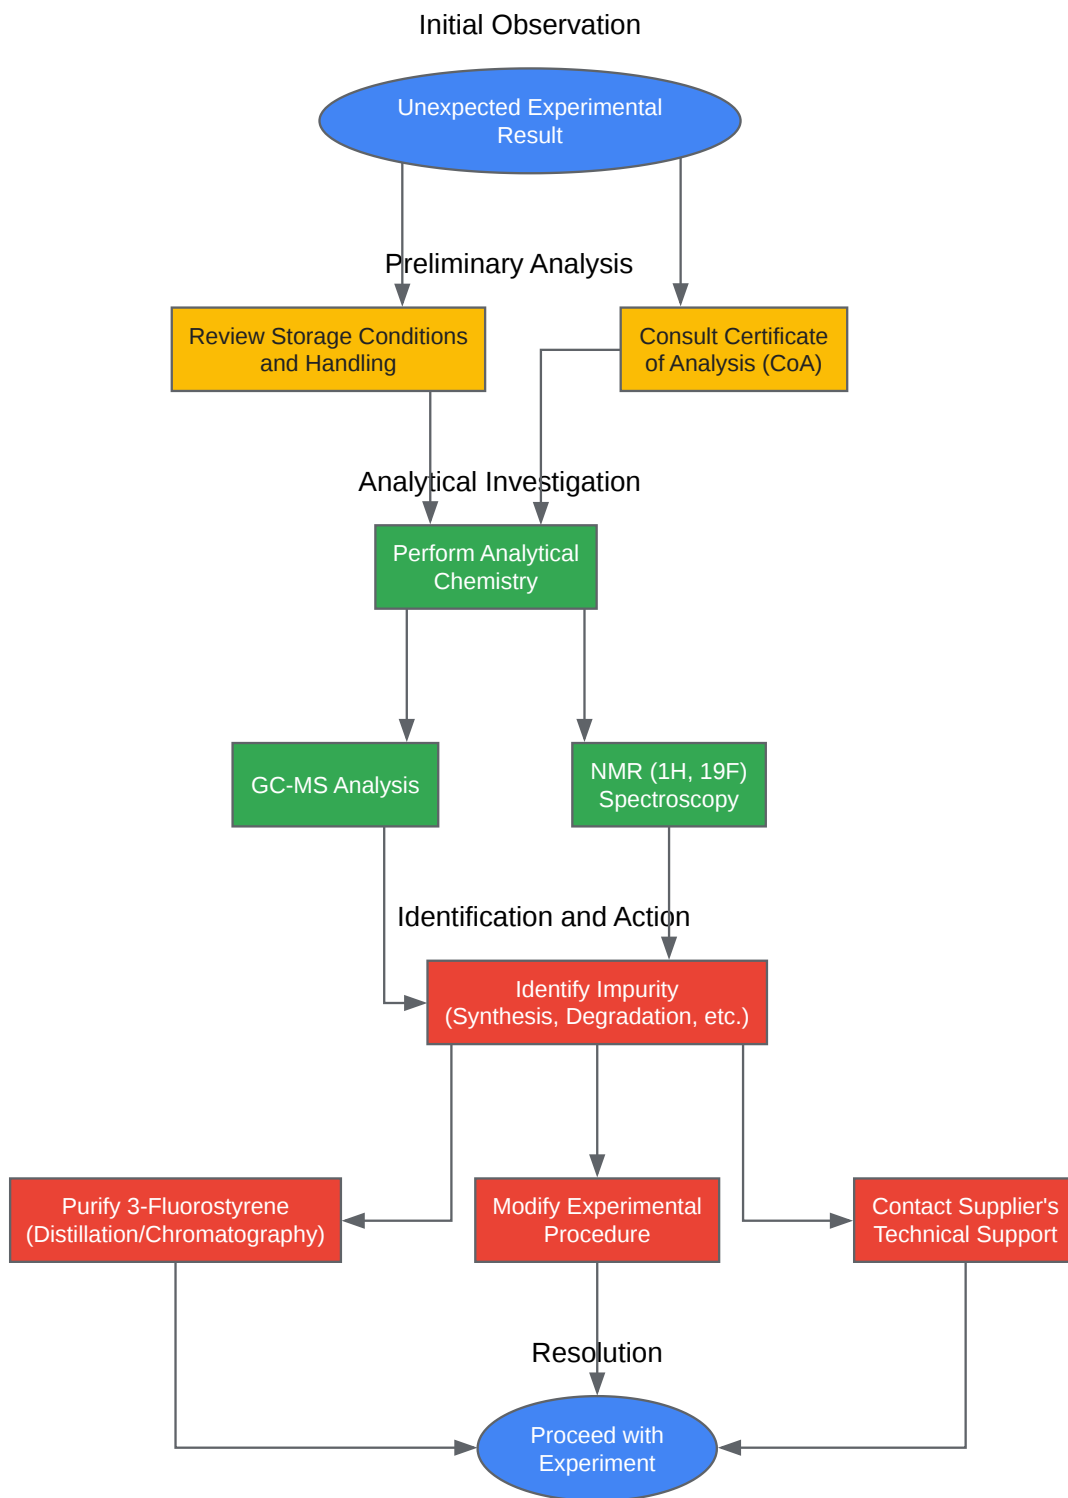 Initial Observation
Unexpected Experimental
Result
Preliminary Analysis
Review Storage Conditions
and Handling
Consult Certificate
of Analysis (CoA)
Analytical Investigation
Perform Analytical
Chemistry
GC-MS Analysis
NMR (1H, 19F)
Spectroscopy
Identification and Action
Identify Impurity
(Synthesis, Degradation, etc.)
Purify 3-Fluorostyrene
(Distillation/Chromatography)
Modify Experimental
Procedure
Contact Supplier's
Technical Support
Resolution
Proceed with
Experiment